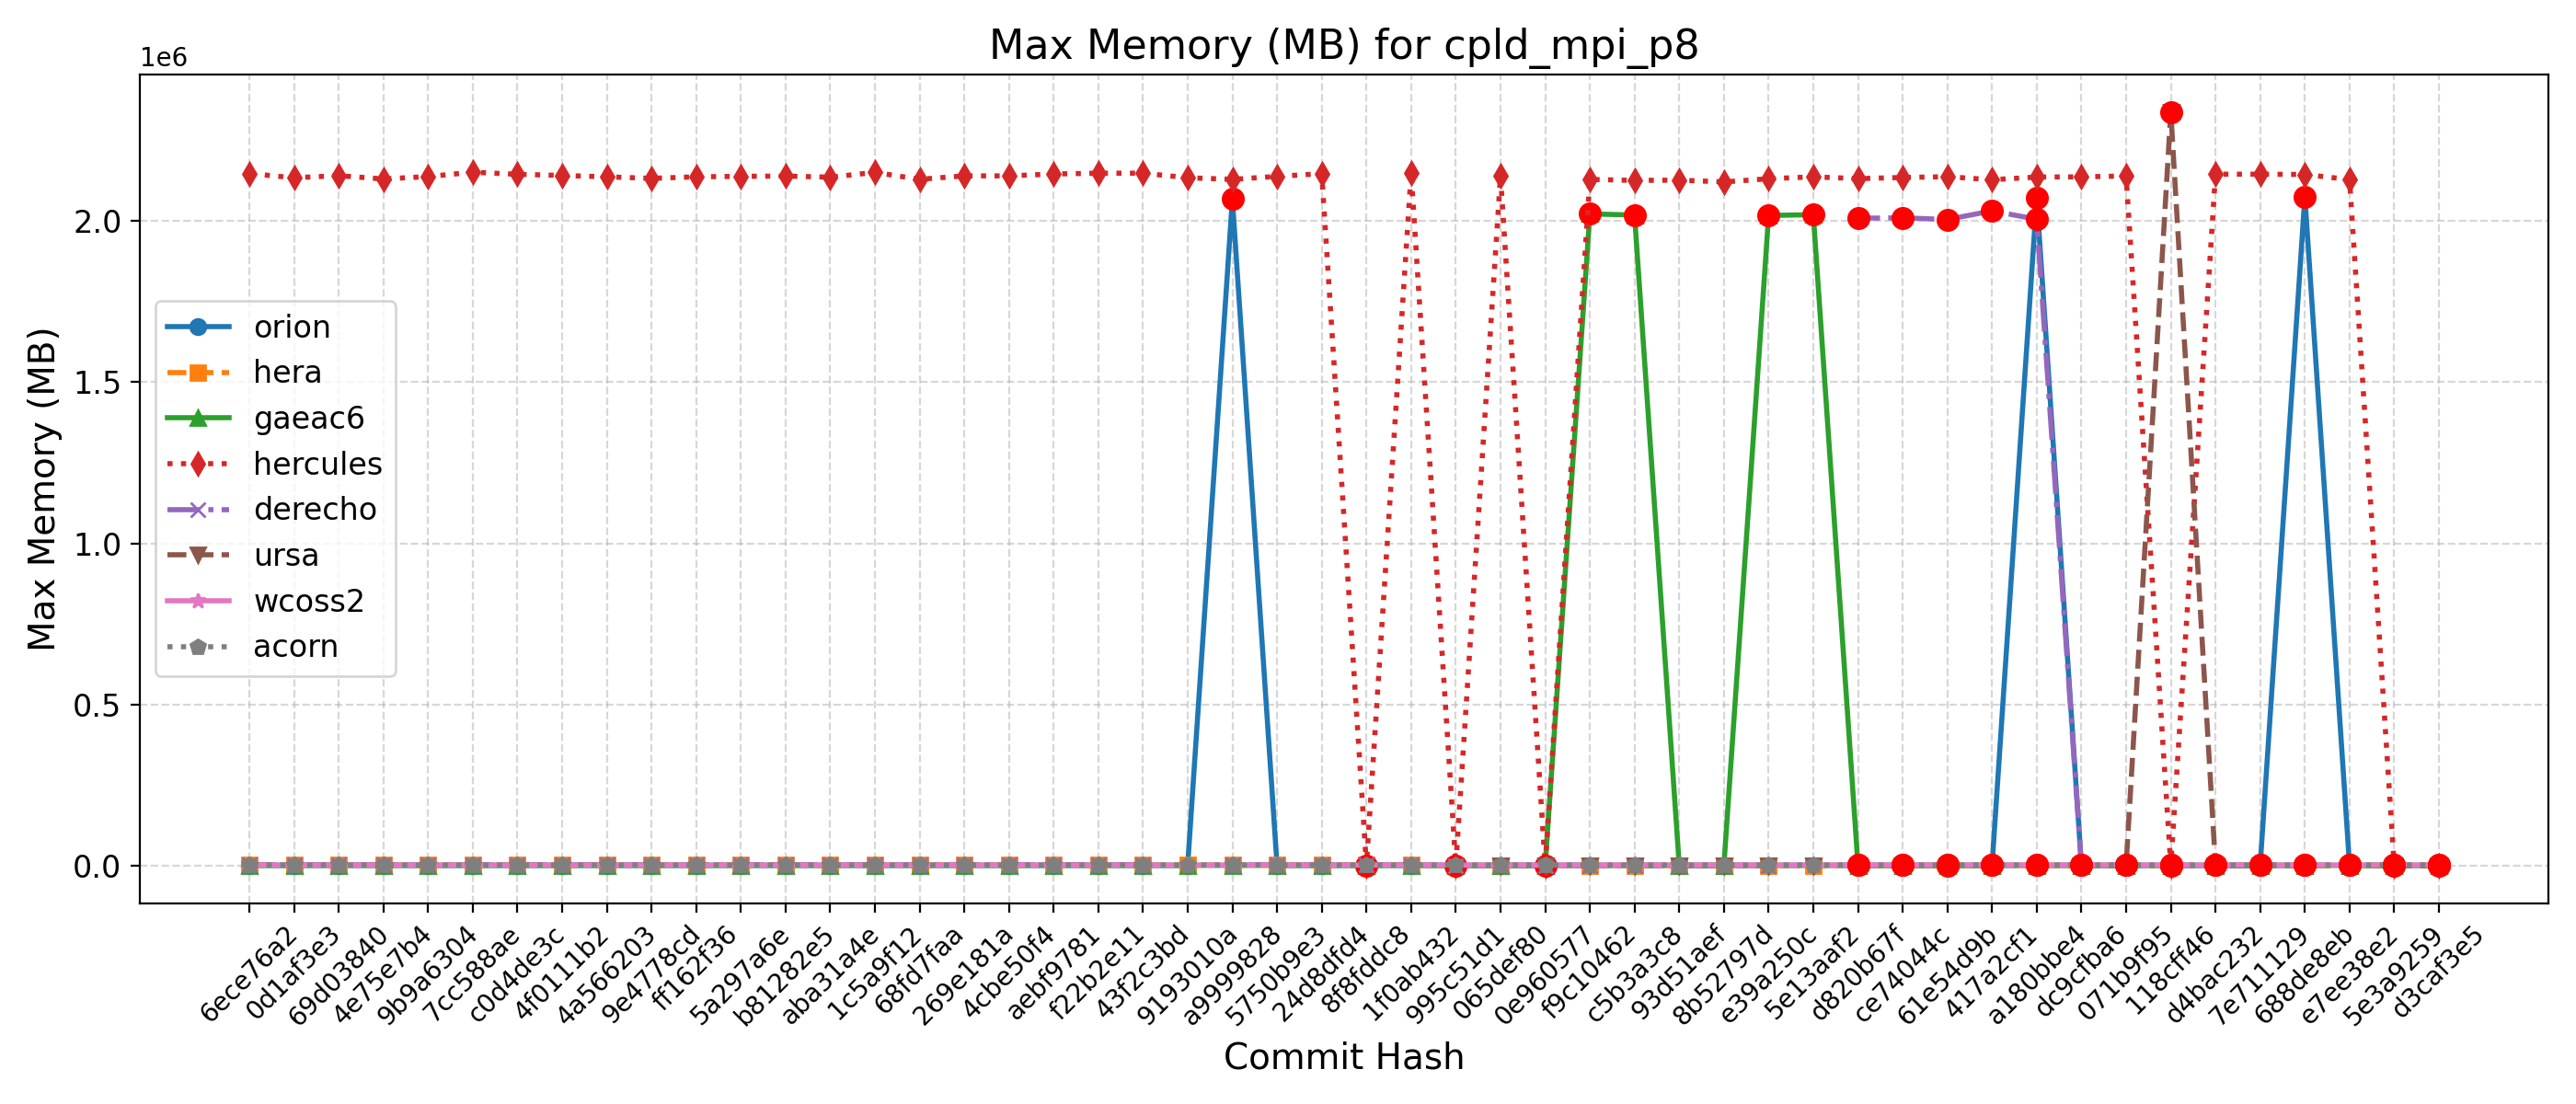 Max Memory (MB) for cpld_mpi_p8
1e6
2.0
1.5
1.0
0.5
0.0
Max Memory (MB)
orion
hera
gaeac6
hercules
derecho
ursa
wcoss2
acorn
6ece76a2
0d1af3e3
69d03840
4e75e7b4
9b9a6304
7cc588ae
c0d4de3c
4f0111b2
4a566203
9e4778cd
ff162f36
5a297a6e
b81282e5
aba31a4e
1c5a9f12
68fd7faa
269e181a
4cbe50f4
aebf9781
f22b2e11
43f2c3bd
9193010a
a9999828
5750b9e3
24d8dfd4
8f8fddc8
1f0ab432
995c51d1
065def80
0e960577
f9c10462
c5b3a3c8
93d51aef
8b52797d
e39a250c
5e13aaf2
d820b67f
ce74044c
61e54d9b
417a2cf1
a180bbe4
dc9cfba6
071b9f95
118cff46
d4bac232
7e711129
688de8eb
e7ee38e2
5e3a9259
d3caf3e5
Commit Hash